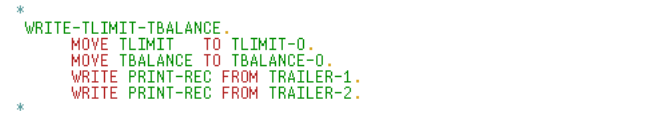 *
WRITE-TLIMIT-TBALANCE.
MOVE TLIMIT   TO TLIMIT-O.
MOVE TBALANCE TO TBALANCE-O.
WRITE PRINT-REC FROM TRAILER-1.
WRITE PRINT-REC FROM TRAILER-2.
*